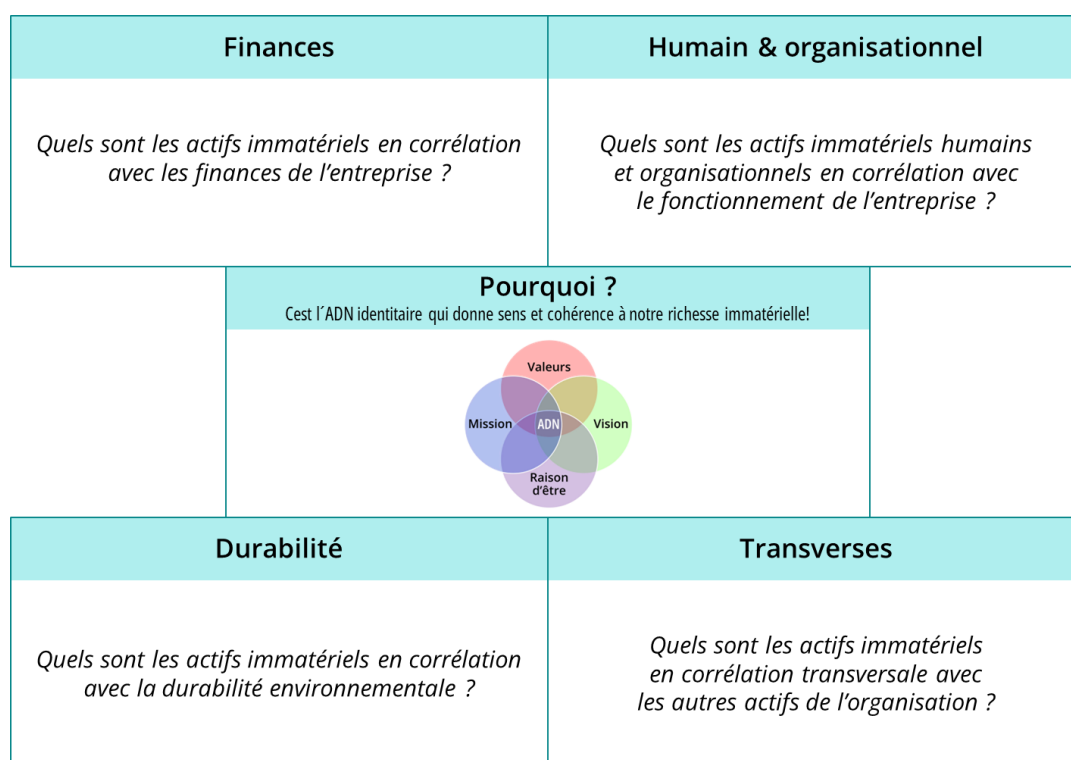 Finances
Humain & organisationnel
Quels sont les actifs immatériels en corrélation
avec les finances de l’entreprise ?
Quels sont les actifs immatériels humains
et organisationnels en corrélation avec
le fonctionnement de l’entreprise ?
Pourquoi ?
Cest l´ADN identitaire qui donne sens et cohérence à notre richesse immatérielle!
Valeurs
Mission
ADN
Vision
Raison
d’être
Durabilité
Transverses
Quels sont les actifs immatériels en corrélation
avec la durabilité environnementale ?
Quels sont les actifs immatériels
en corrélation transversale avec
les autres actifs de l’organisation ?